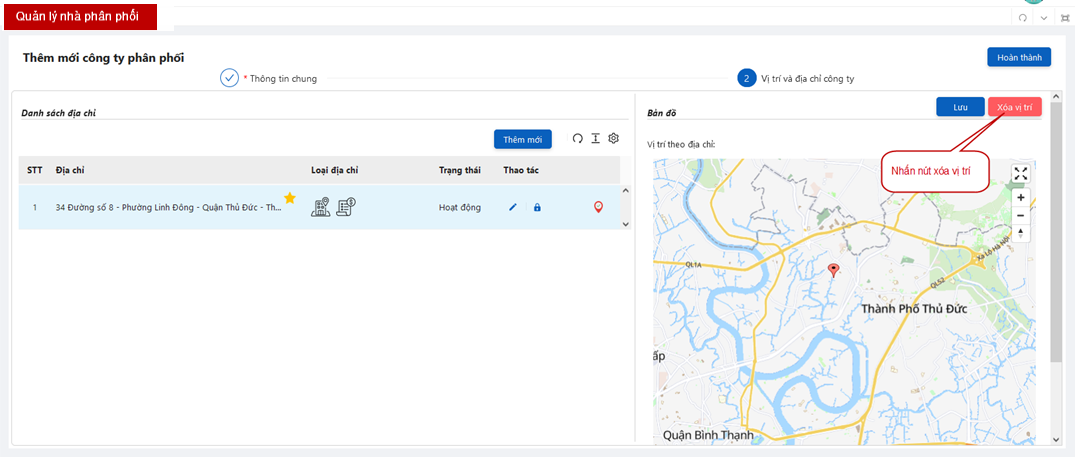 Quản lý nhà phân phối
Thêm mới công ty phân phối
Hoàn thành
* Thông tin chung
2 Vị trí và địa chỉ công ty
Danh sách địa chỉ
Thêm mới
STT Địa chỉ Loại địa chỉ Trạng thái Thao tác
1 34 Đường số 8 - Phường Linh Đông - Quận Thủ Đức - Th... Hoạt động
Bản đồ
Lưu
Xóa vị trí
Vị trí theo địa chỉ:
Nhấn nút xóa vị trí
Xa Lộ Hà Nội
QL1A
QL52
Thành Phố Thủ Đức
ấp
Quận Bình Thạnh